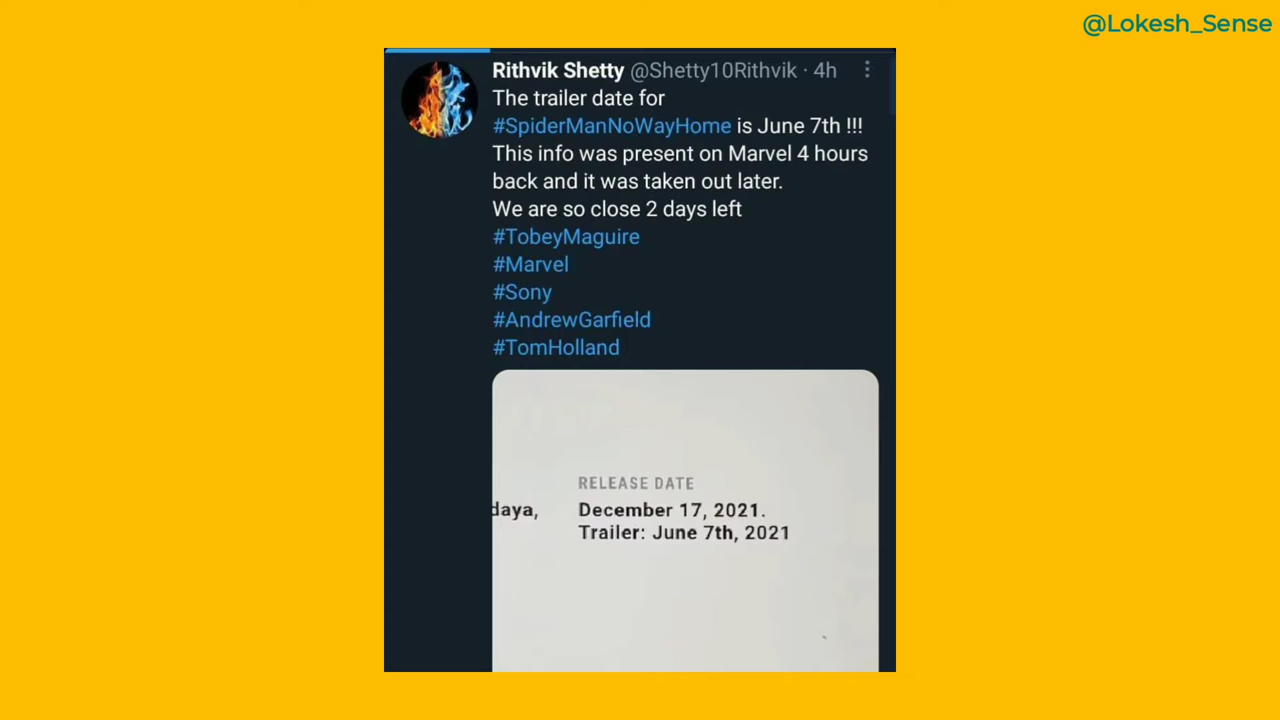 @Lokesh_Sense
Rithvik Shetty @Shetty10Rithvik · 4h
The trailer date for
#SpiderManNoWayHome is June 7th !!!
This info was present on Marvel 4 hours
back and it was taken out later.
We are so close 2 days left
#TobeyMaguire
#Marvel
#Sony
#AndrewGarfield
#TomHolland
RELEASE DATE
daya, December 17, 2021.
Trailer: June 7th, 2021